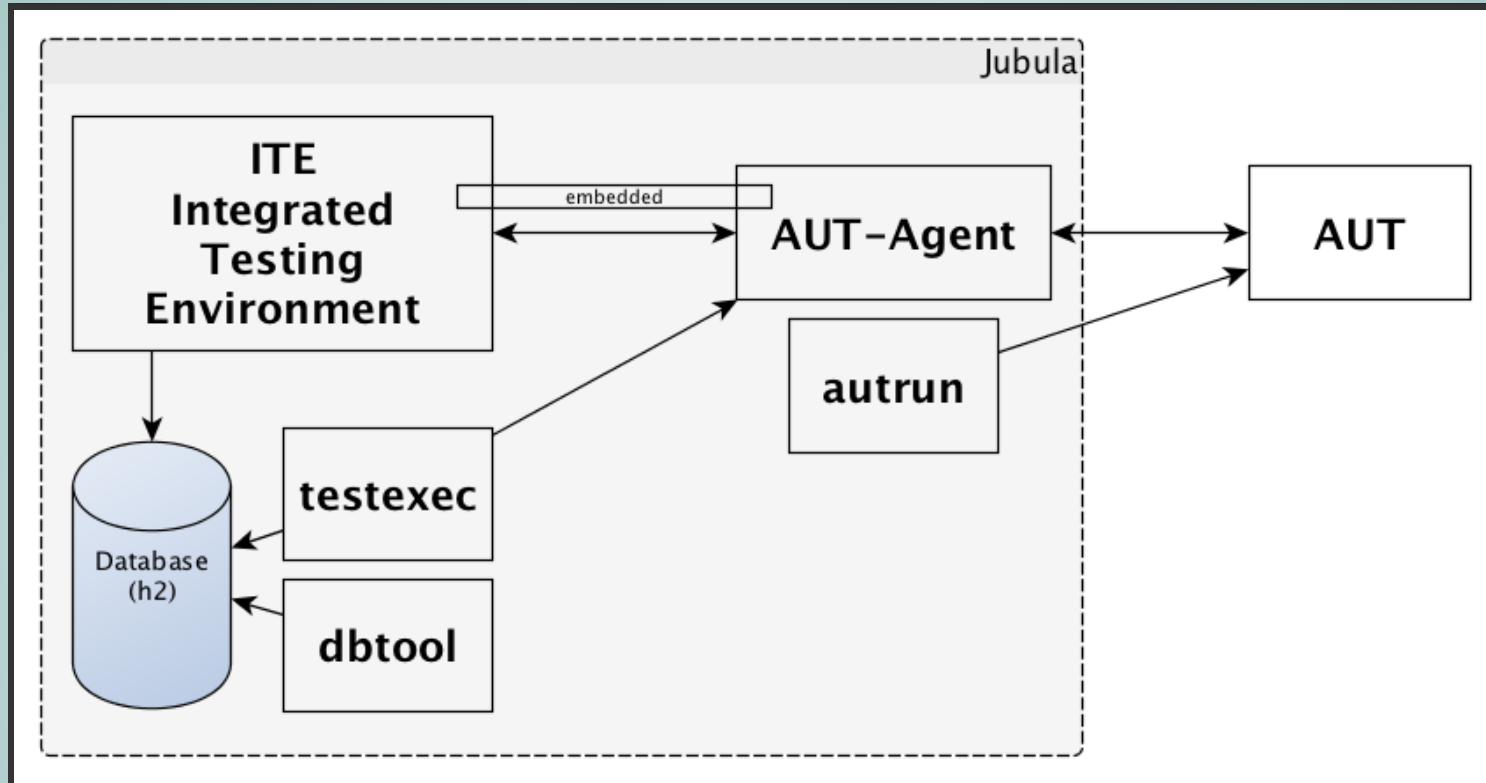 Jubula
ITE
Integrated
Testing
Environment
embedded
AUT-Agent
AUT
autrun
testexec
Database
(h2)
dbtool